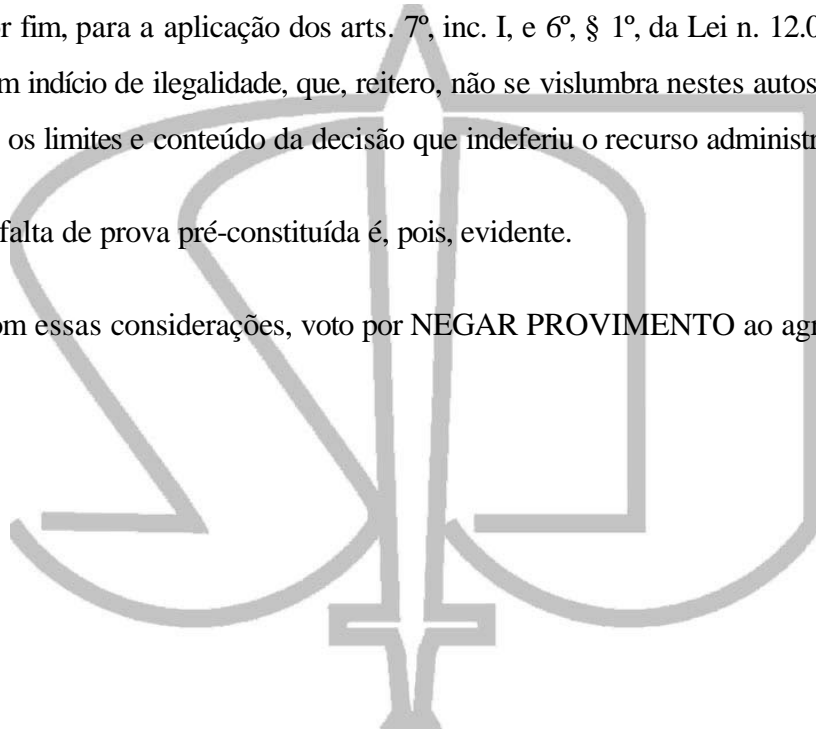 r fim, para a aplicação dos arts. 7º, inc. I, e 6º, § 1º, da Lei n. 12.0
m indício de ilegalidade, que, reitero, não se vislumbra nestes autos
os limites e conteúdo da decisão que indeferiu o recurso administr
falta de prova pré-constituída é, pois, evidente.
om essas considerações, voto por NEGAR PROVIMENTO ao agr